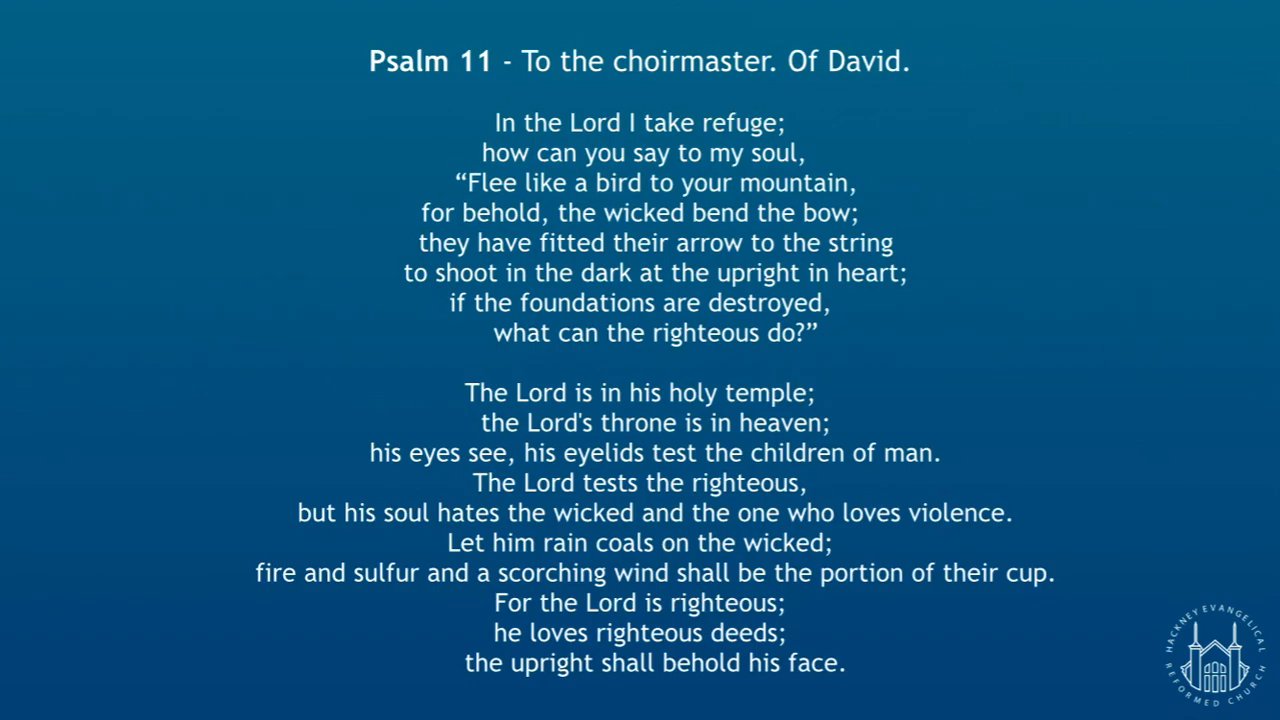 Psalm 11 - To the choirmaster. Of David.
In the Lord I take refuge;
how can you say to my soul,
“Flee like a bird to your mountain,
for behold, the wicked bend the bow;
they have fitted their arrow to the string
to shoot in the dark at the upright in heart;
if the foundations are destroyed,
what can the righteous do?”
The Lord is in his holy temple;
the Lord's throne is in heaven;
his eyes see, his eyelids test the children of man.
The Lord tests the righteous,
but his soul hates the wicked and the one who loves violence.
Let him rain coals on the wicked;
fire and sulfur and a scorching wind shall be the portion of their cup.
For the Lord is righteous;
he loves righteous deeds;
the upright shall behold his face.
HACKNEY EVANGELICAL
REFORMED CHURCH